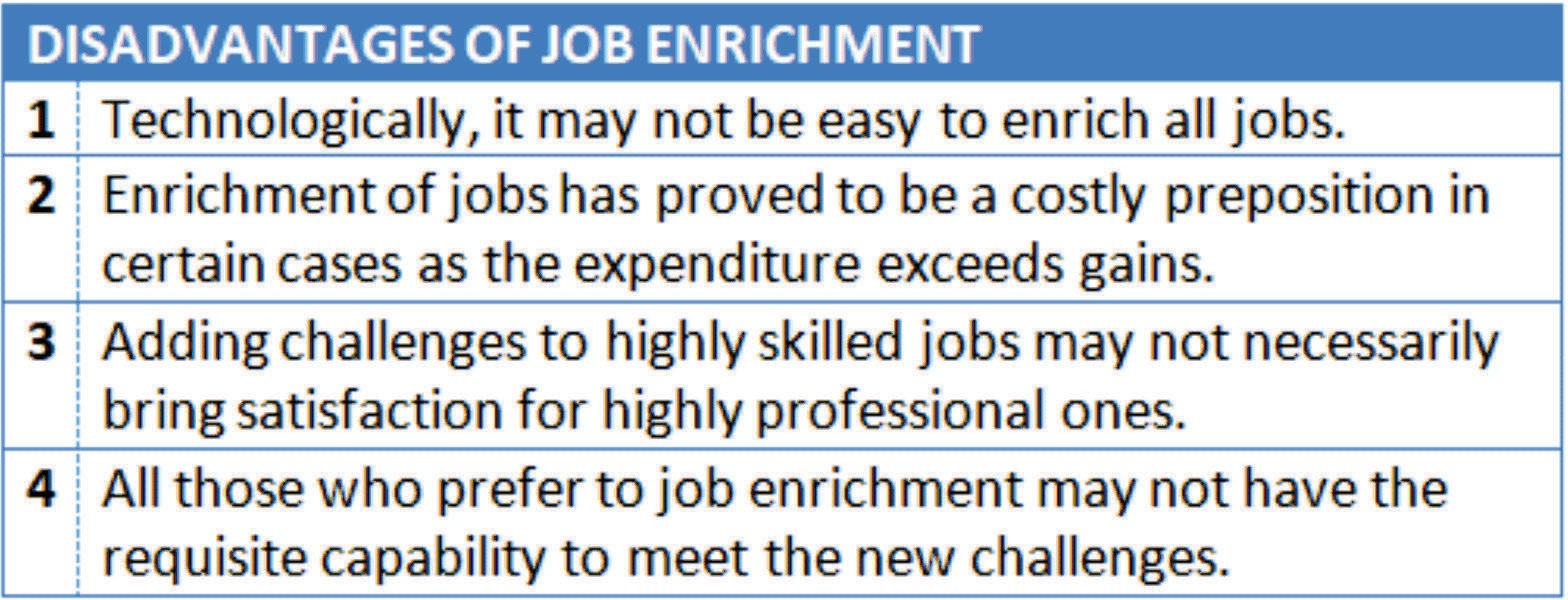 DISADVANTAGES OF JOB ENRICHMENT
1 Technologically, it may not be easy to enrich all jobs.
2 Enrichment of jobs has proved to be a costly preposition in
certain cases as the expenditure exceeds gains.
3 Adding challenges to highly skilled jobs may not necessarily
bring satisfaction for highly professional ones.
4 All those who prefer to job enrichment may not have the
requisite capability to meet the new challenges.